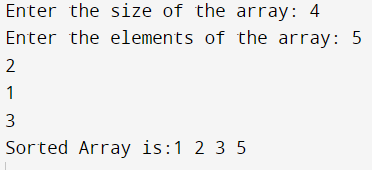 Enter the size of the array: 4
Enter the elements of the array: 5
2
1
3
Sorted Array is:1 2 3 5